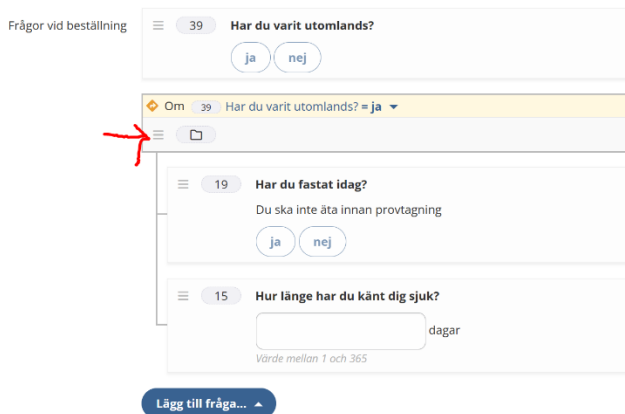 Frågor vid beställning
39 Har du varit utomlands?
ja nej
Om 39 Har du varit utomlands? = ja
19 Har du fastat idag?
Du ska inte äta innan provtagning
ja nej
15 Hur länge har du känt dig sjuk?
dagar
Värde mellan 1 och 365
Lägg till fråga...